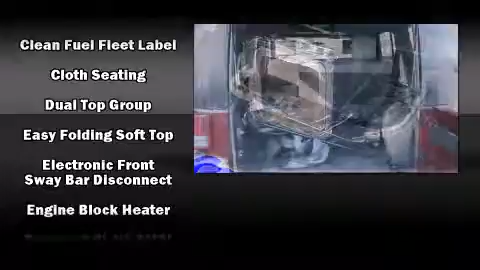 Clean Fuel Fleet Label
Cloth Seating
Dual Top Group
Easy Folding Soft Top
Electronic Front
Sway Bar Disconnect
Engine Block Heater